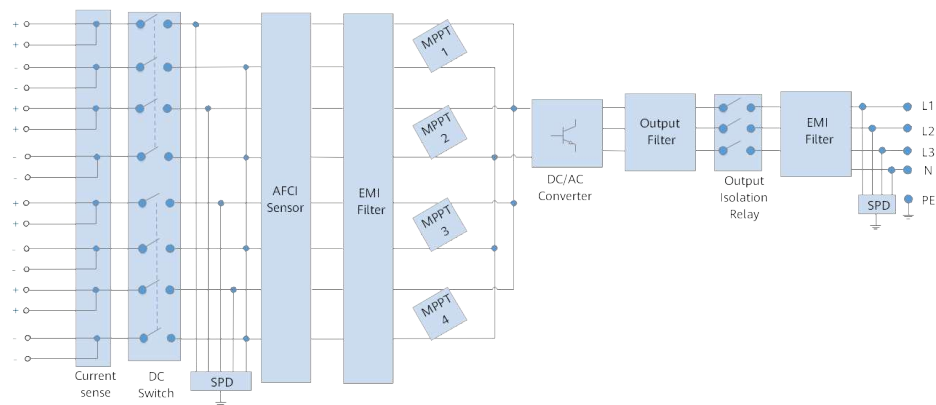 +
+
-
-
+
+
-
-
+
+
-
-
+
+
-
-
Current
sense
DC
Switch
SPD
AFCI
Sensor
EMI
Filter
MPPT
1
MPPT
2
MPPT
3
MPPT
4
DC/AC
Converter
Output
Filter
Output
Isolation
Relay
EMI
Filter
L1
L2
L3
N
SPD
PE